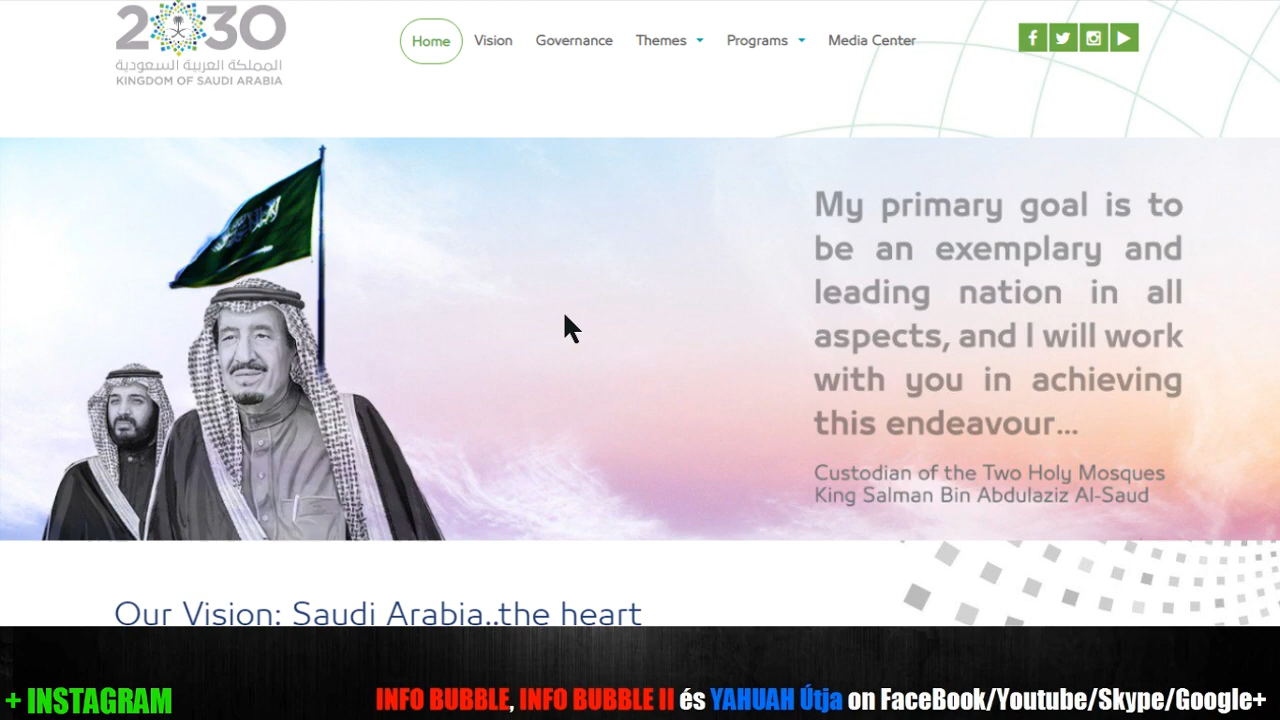 2030
المملكة العربية السعودية
KINGDOM OF SAUDI ARABIA
Home Vision Governance Themes Programs Media Center
My primary goal is to
be an exemplary and
leading nation in all
aspects, and I will work
with you in achieving
this endeavour...
Custodian of the Two Holy Mosques
King Salman Bin Abdulaziz Al-Saud
Our Vision: Saudi Arabia..the heart
+ INSTAGRAM
INFO BUBBLE, INFO BUBBLE II és YAHUAH Útja on FaceBook/Youtube/Skype/Google+